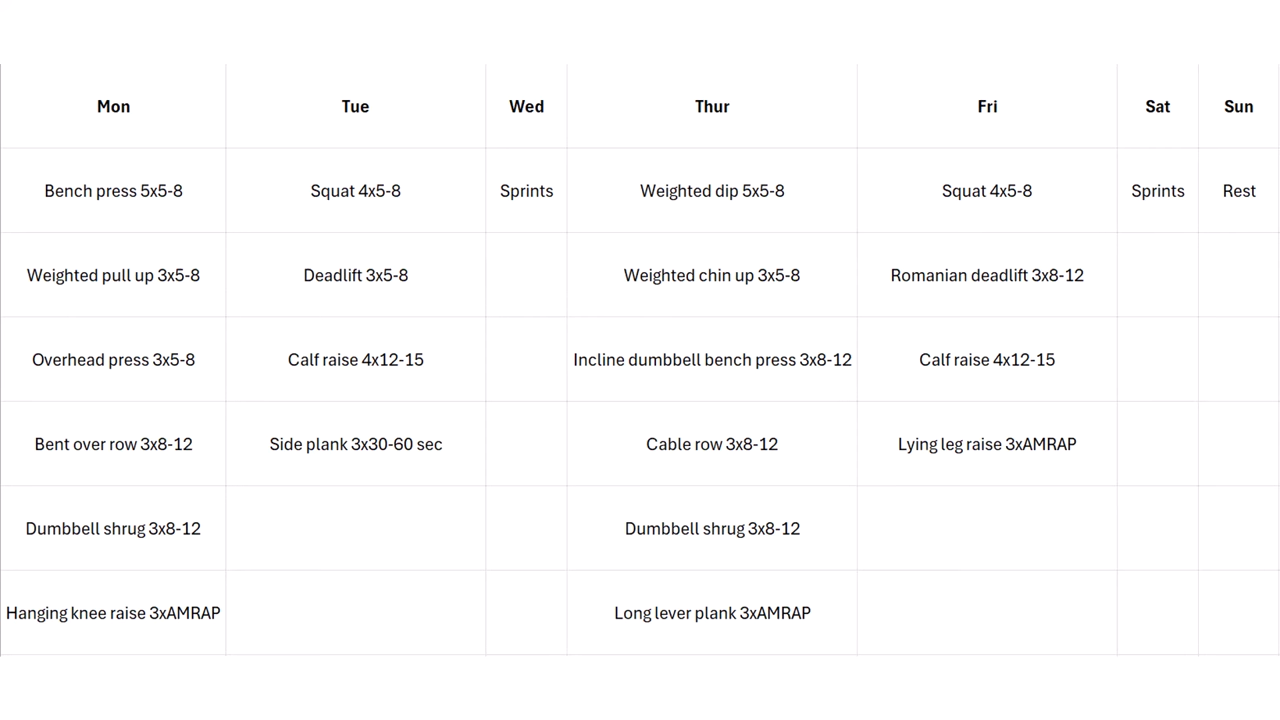 Mon Tue Wed Thur Fri Sat Sun
Bench press 5x5-8 Squat 4x5-8 Sprints Weighted dip 5x5-8 Squat 4x5-8 Sprints Rest
Weighted pull up 3x5-8 Deadlift 3x5-8 Weighted chin up 3x5-8 Romanian deadlift 3x8-12
Overhead press 3x5-8 Calf raise 4x12-15 Incline dumbbell bench press 3x8-12 Calf raise 4x12-15
Bent over row 3x8-12 Side plank 3x30-60 sec Cable row 3x8-12 Lying leg raise 3xAMRAP
Dumbbell shrug 3x8-12 Dumbbell shrug 3x8-12
Hanging knee raise 3xAMRAP Long lever plank 3xAMRAP